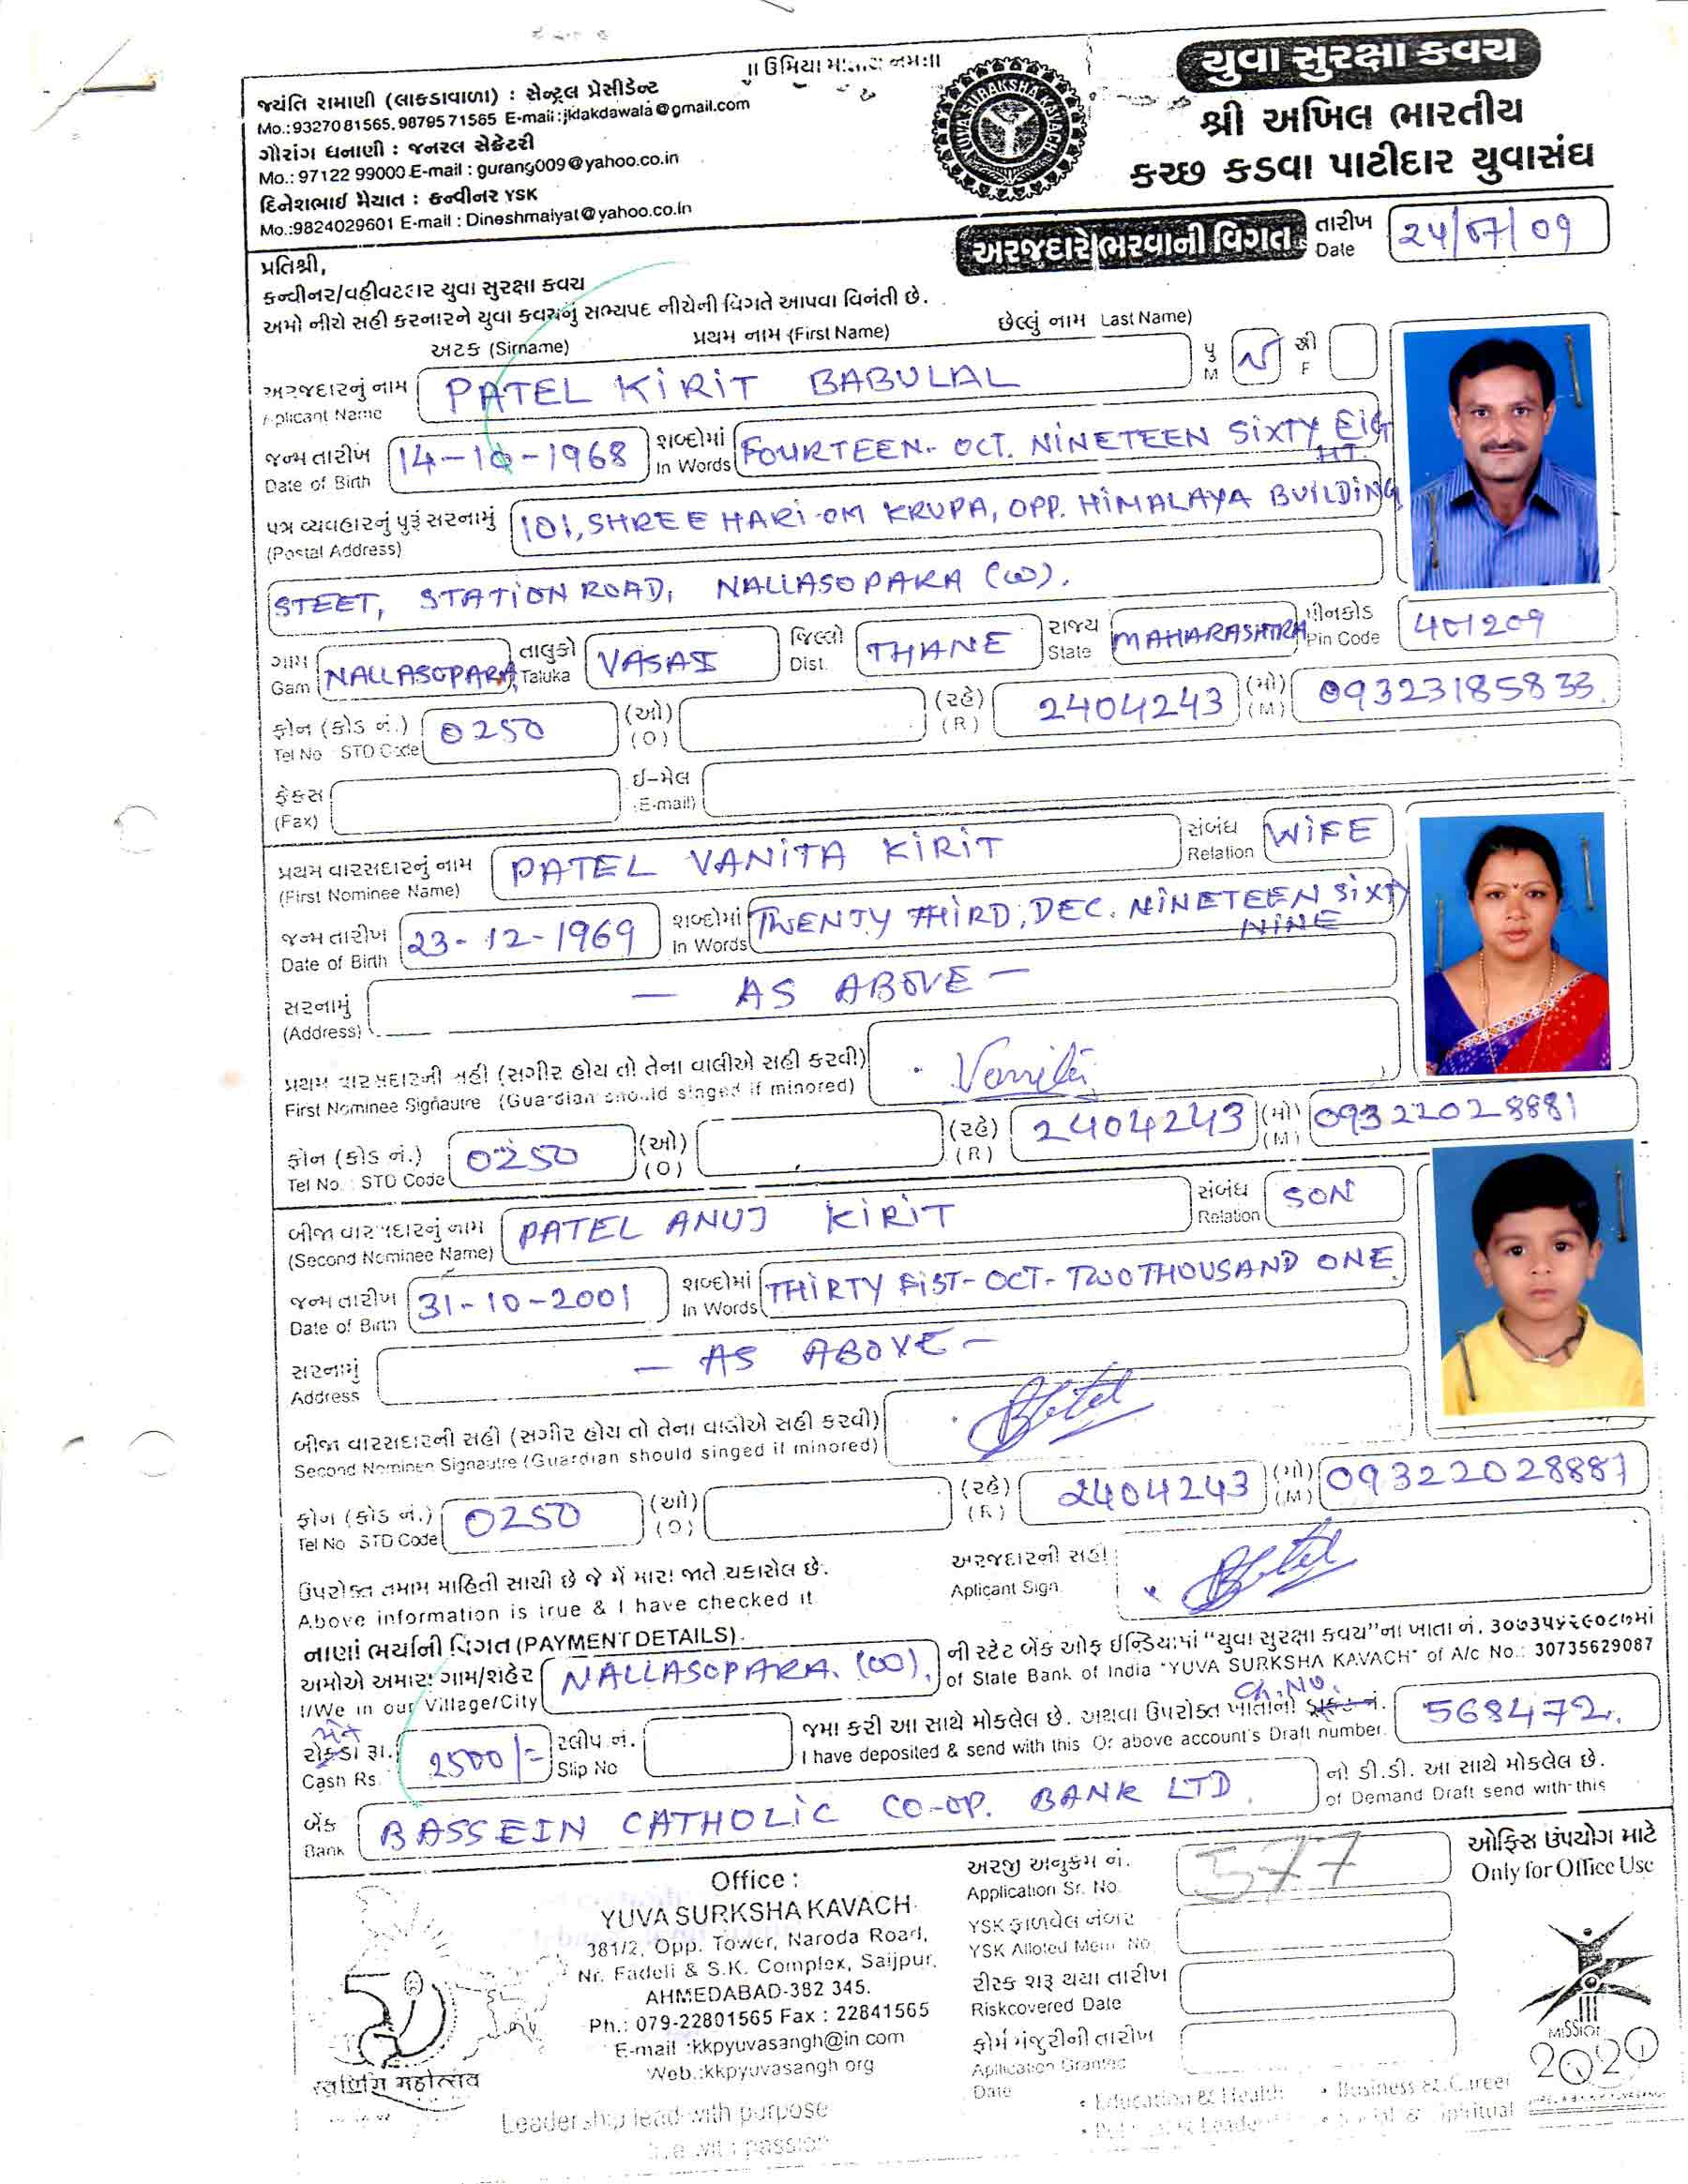 ॥ ઉમિયા માતાય નમઃ॥
જયંતિ રામાણી (લાકડાવાળા) : સેન્ટ્રલ પ્રેસીડેન્ટ
Mo.:9327081565. 9879571565 E-mail :jklakdawala@gmail.com
ગૌરાંગ ધનાણી : જનરલ સેક્રેટરી
Mo.: 97122 99000 E-mail : gurang009@yahoo.co.in
દિનેશભાઈ મૈયાત : કન્વીનર YSK
Mo.:9824029601 E-mail : Dineshmaiyat@yahoo.co.in
YUVA SURAKSHA KAVACH
યુવા સુરક્ષા કવચ
શ્રી અખિલ ભારતીય
કચ્છ કડવા પાટીદાર યુવાસંઘ
અરજદારે ભરવાની વિગત
તારીખ Date 24/07/09
પ્રતિશ્રી,
કન્વીનર/વહીવટદાર યુવા સુરક્ષા કવચ
અમો નીચે સહી કરનારને યુવા કવચનું સભ્યપદ નીચેની વિગતે આપવા વિનંતી છે.
અટક (Sirname) પ્રથમ નામ (First Name) છેલ્લું નામ Last Name)
અરજદારનું નામ Aplicant Name PATEL KIRIT BABULAL પુ M સ્ત્રી F
જન્મ તારીખ Date of Birth 14-10-1968 શબ્દોમાં In Words FOURTEEN- OCT. NINETEEN SIXTY EIGHT.
પત્ર વ્યવહારનું પુરૂં સરનામું (Postal Address) 101, SHREE HARI-OM KRUPA, OPP. HIMALAYA BUILDING
STEET, STATION ROAD, NALLASOPARA (W).
ગામ Gam NALLASOPARA તાલુકો Taluka VASAI જિલ્લો Dist. THANE રાજ્ય State MAHARASHTRA પીનકોડ Pin Code 401209
ફોન (કોડ નં.) Tel No STD Code 0250 (ઓ) (O) (રહે) (R) 2404243 (મો) (M) 09323185833.
ફેકસ (Fax) ઈ-મેલ E-mail)
પ્રથમ વારસદારનું નામ (First Nominee Name) PATEL VANITA KIRIT સંબંધ Relation WIFE
જન્મ તારીખ Date of Birth 23-12-1969 શબ્દોમાં In Words TWENTY THIRD, DEC. NINETEEN SIXTY NINE
સરનામું (Address) - AS ABOVE -
પ્રથમ વારસદારની સહી (સગીર હોય તો તેના વાલીએ સહી કરવી)
First Nominee Signautre (Guardian should singed if minored) Vanita
ફોન (કોડ નં.) Tel No. STD Code 0250 (ઓ) (O) (રહે) (R) 2404243 (મો) (M) 09322028881
બીજા વારસદારનું નામ (Second Nominee Name) PATEL ANUJ KIRIT સંબંધ Relation SON
જન્મ તારીખ Date of Birth 31-10-2001 શબ્દોમાં In Words THIRTY FIST- OCT- TWO THOUSAND ONE
સરનામું Address - AS ABOVE -
બીજા વારસદારની સહી (સગીર હોય તો તેના વાલીએ સહી કરવી)
Second Nominee Signautre (Guardian should singed if minored)
ફોન (કોડ નં.) Tel No STD Code 0250 (ઓ) (O) (રહે) (R) 2404243 (મો) (M) 09322028881
ઉપરોક્ત તમામ માહિતી સાચી છે જે મેં મારા જાતે ચકાસેલ છે. અરજદારની સહી
Above information is true & I have checked it Aplicant Sign.
નાણાં ભર્યાની વિગત (PAYMENT DETAILS).
અમોએ અમારા ગામ/શહેર NALLASOPARA. (W). ની સ્ટેટ બેંક ઓફ ઈન્ડિયામાં "યુવા સુરક્ષા કવચ"ના ખાતા નં. ૩૦૭૩૫૬૨૯૦૮૭માં
I/We in our Village/City of State Bank of India "YUVA SURKSHA KAVACH" of A/c No.: 30735629087
ચેક Ch. No.
રોકડા રૂા. Cash Rs. 2500/- સ્લીપ નં. Slip No જમા કરી આ સાથે મોકલેલ છે. અથવા ઉપરોક્ત ખાતાનો ડ્રાફ્ટ નં. 568472.
I have deposited & send with this Or above account's Draft number.
બેંક Bank BASSEIN CATHOLIC CO-OP. BANK LTD. નો ડી.ડી. આ સાથે મોકલેલ છે.
of Demand Draft send with this
Office :
YUVA SURKSHA KAVACH
381/2, Opp. Tower, Naroda Road,
Nr. Fadeli & S.K. Complex, Saijpur,
AHMEDABAD-382 345.
Ph.: 079-22801565 Fax : 22841565
E-mail :kkpyuvasangh@in.com
Web.:kkpyuvasangh org
અરજી અનુક્રમ નં. Application Sr. No. 577
ઓફિસ ઉપયોગ માટે
Only for Office Use
YSK ફાળવેલ નંબર
YSK Alloted Mem No
રીસ્ક શરૂ થયા તારીખ
Riskcovered Date
ફોર્મ મંજુરીની તારીખ
Apllication Granted Date
મહોત્સવ
MISSION 2020
Leadership lead with purpose
live with passion
• Education & Health • Business & Career
• Social & Spiritual